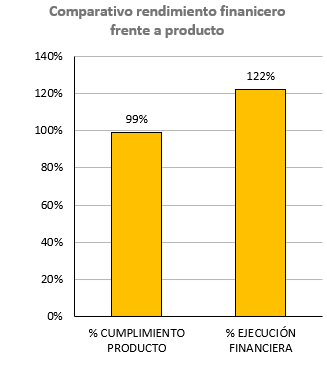 Comparativo rendimiento finanicero
frente a producto
140%
120%
100%
80%
60%
40%
20%
0%
99%
122%
% CUMPLIMIENTO
PRODUCTO
% EJECUCIÓN
FINANCIERA